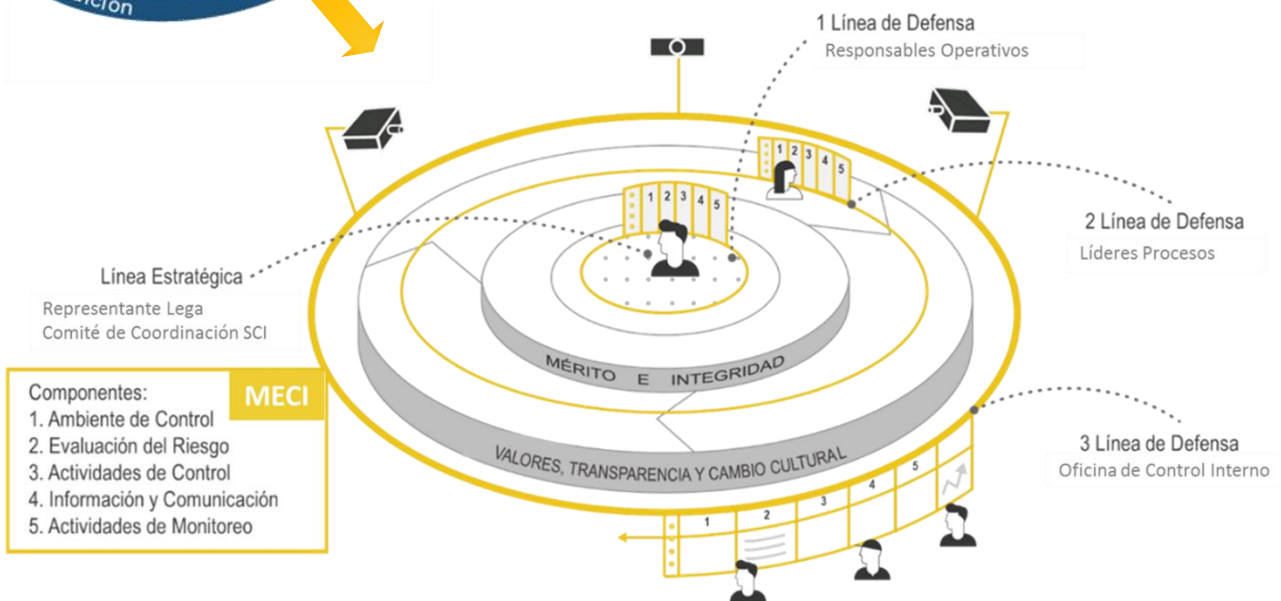 1 Línea de Defensa
Responsables Operativos
1 2 3 4 5
1 2 3 4 5
2 Línea de Defensa
Líderes Procesos
Línea Estratégica
Representante Lega
Comité de Coordinación SCI
MÉRITO E INTEGRIDAD
VALORES, TRANSPARENCIA Y CAMBIO CULTURAL
MECI
Componentes:
1. Ambiente de Control
2. Evaluación del Riesgo
3. Actividades de Control
4. Información y Comunicación
5. Actividades de Monitoreo
3 Línea de Defensa
Oficina de Control Interno
1 2 3 4 5